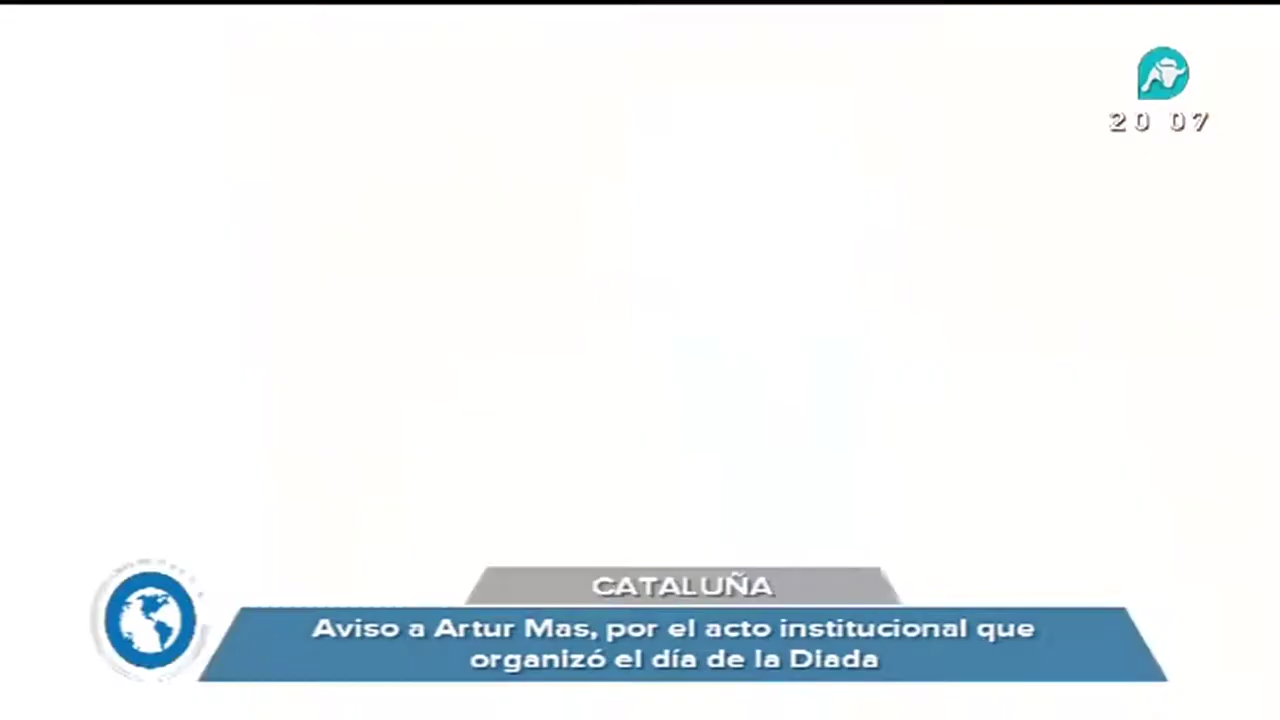 20 07
CATALUÑA
Aviso a Artur Mas, por el acto institucional que
organizó el día de la Diada